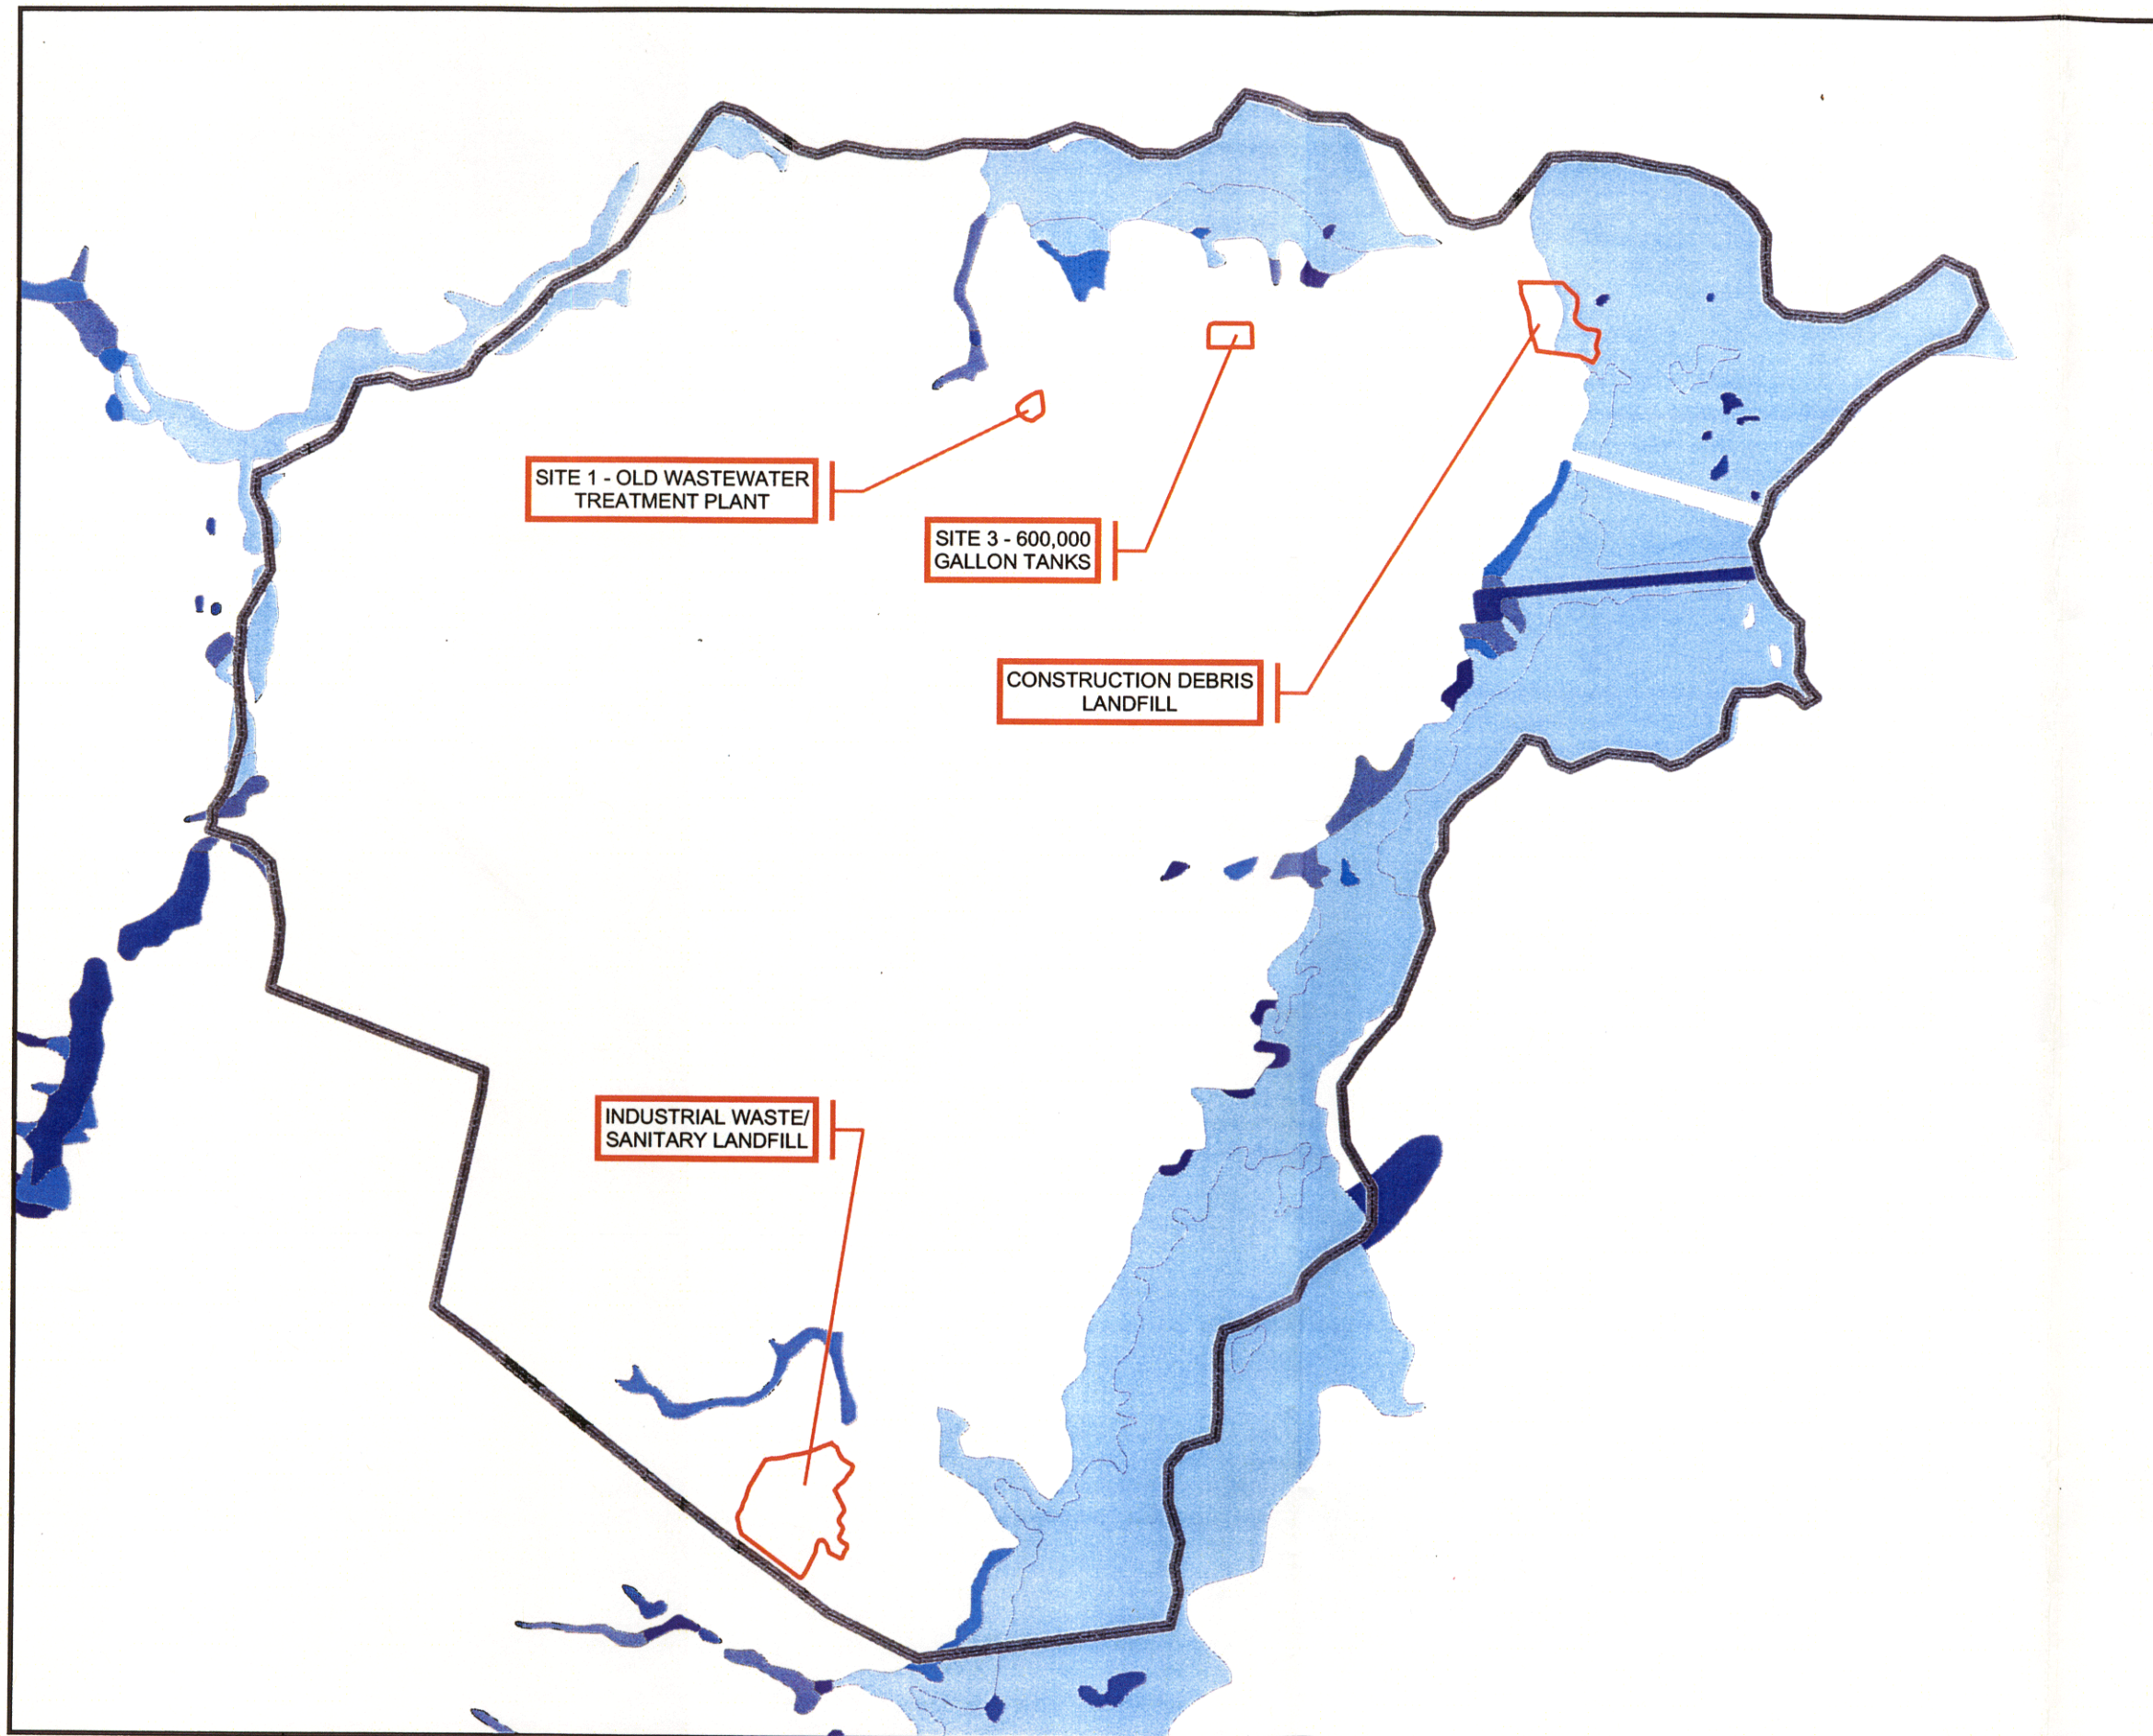 SITE 1 - OLD WASTEWATER
TREATMENT PLANT
SITE 3 - 600,000
GALLON TANKS
CONSTRUCTION DEBRIS
LANDFILL
INDUSTRIAL WASTE/
SANITARY LANDFILL